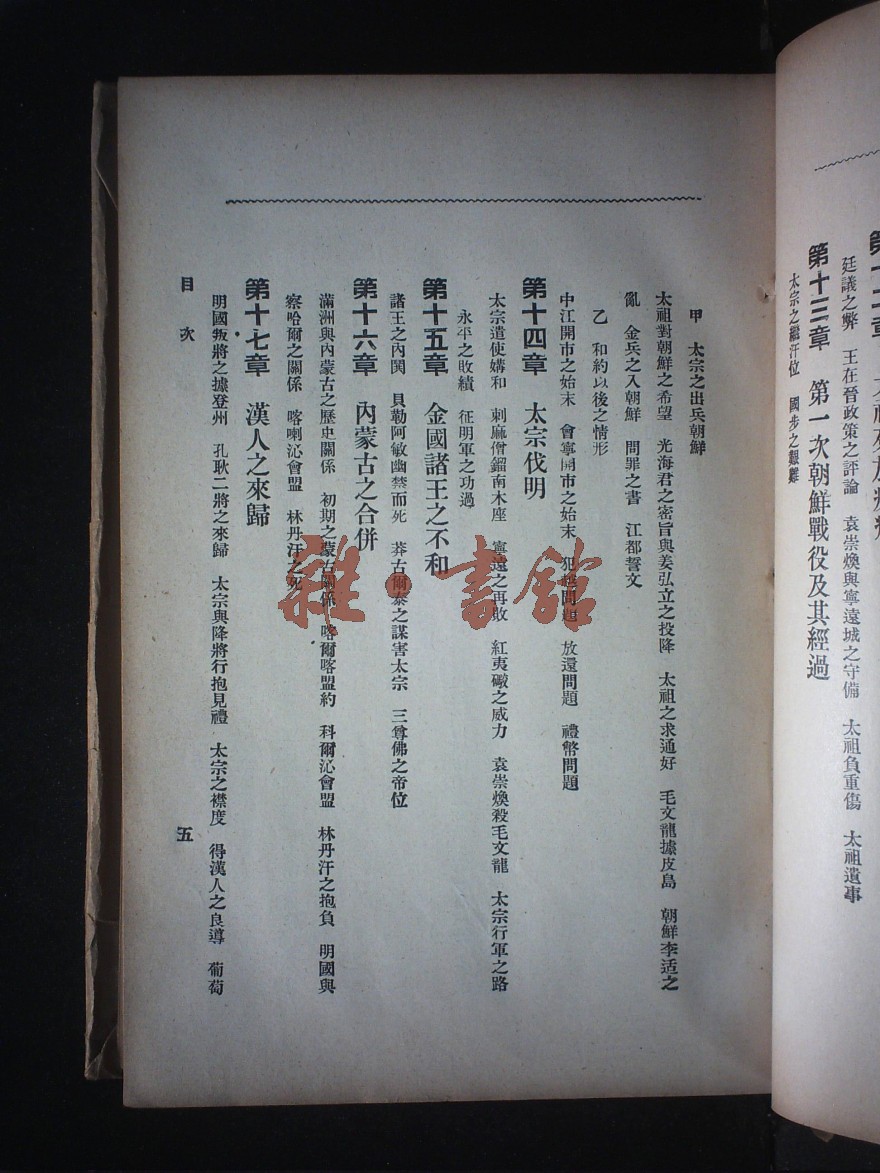 廷議之弊　王在晉政策之評論　袁崇煥與寧遠城之守備　太祖負重傷　太祖遺事
第十三章　第一次朝鮮戰役及其經過
太宗之繼汗位　國步之艱難
甲　太宗之出兵朝鮮
太祖對朝鮮之希望　光海君之密旨與姜弘立之投降　太祖之求通好　毛文龍據皮島　朝鮮李适之
亂　金兵之入朝鮮　問罪之書　江都誓文
乙　和約以後之情形
中江開市之始末　會寧開市之始末　犯越問題　放還問題　禮幣問題
第十四章　太宗伐明
太宗遣使媾和　剌麻僧鎦南木座　寧遠之再敗　紅夷礮之威力　袁崇煥殺毛文龍　太宗行軍之路
永平之敗績　征明軍之功過
第十五章　金國諸王之不和
諸王之內鬨　貝勒阿敏幽禁而死　莽古爾泰之謀害太宗　三尊佛之帝位
第十六章　內蒙古之合併
滿洲與內蒙古之歷史關係　初期之蒙古關係　喀爾喀盟約　科爾沁會盟　林丹汗之抱負　明國與
察哈爾之關係　喀喇沁會盟　林丹汗之死
第十七章　漢人之來歸
明國叛將之據登州　孔耿二將之來歸　太宗與降將行抱見禮　太宗之襟度　得漢人之良導　葡萄
目次
五
雜·書館